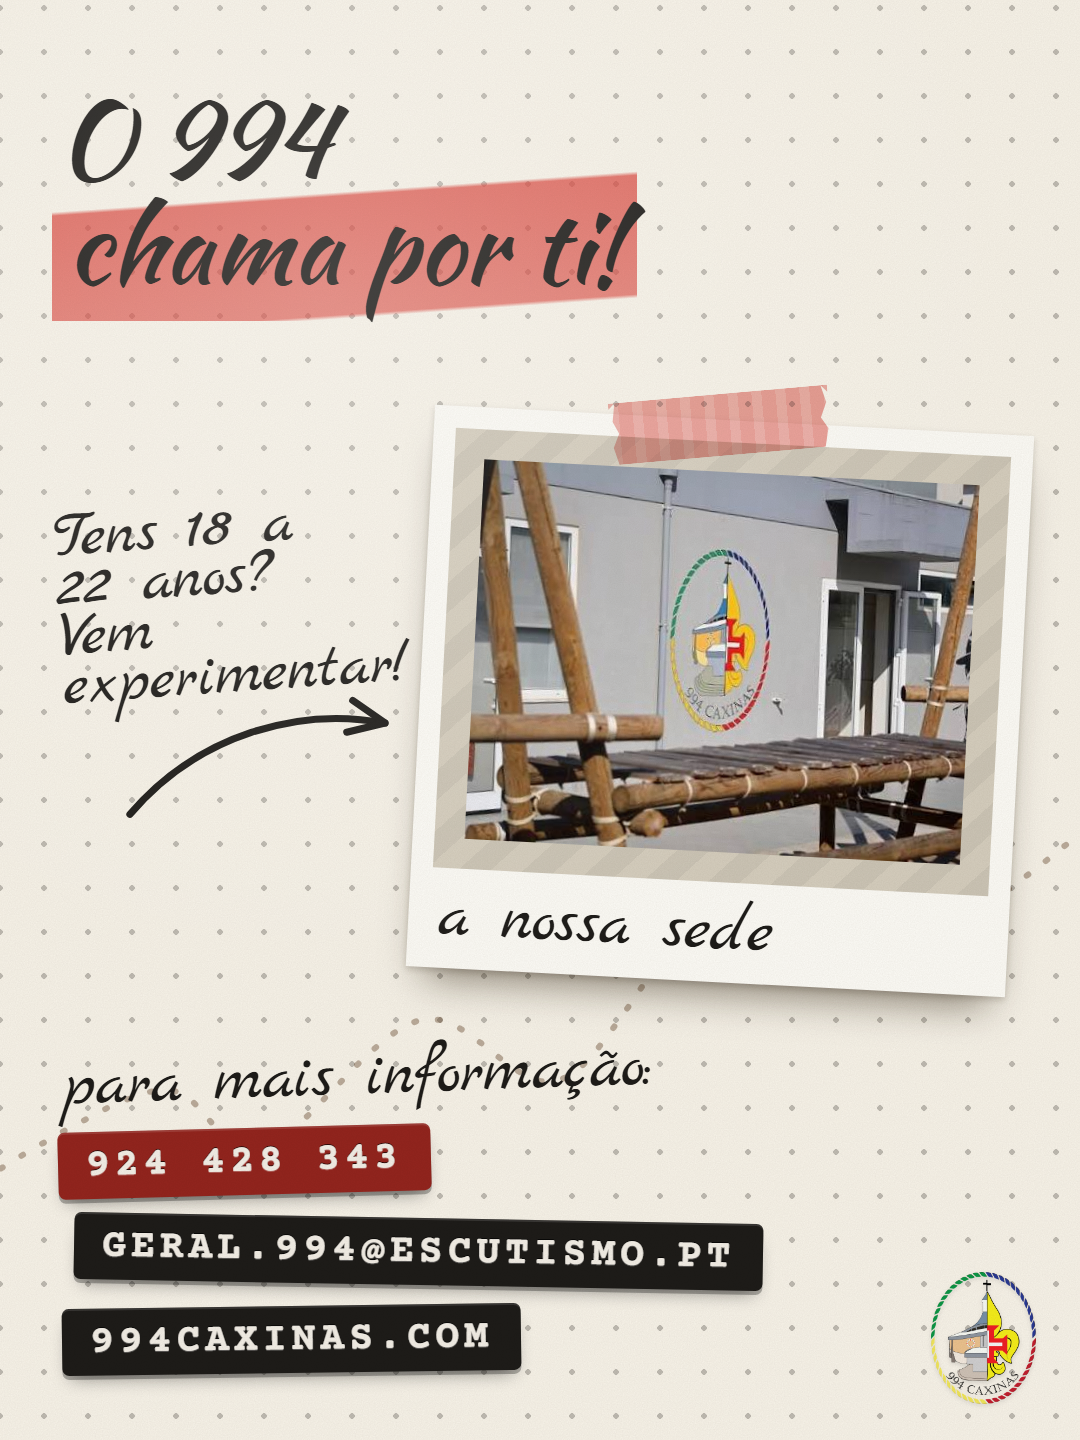 O 994
chama por ti!
Tens 18 a
22 anos?
Vem
experimentar!
994 CAXINAS
a nossa sede
para mais informação:
924 428 343
GERAL.994@ESCUTISMO.PT
994CAXINAS.COM
994 CAXINAS